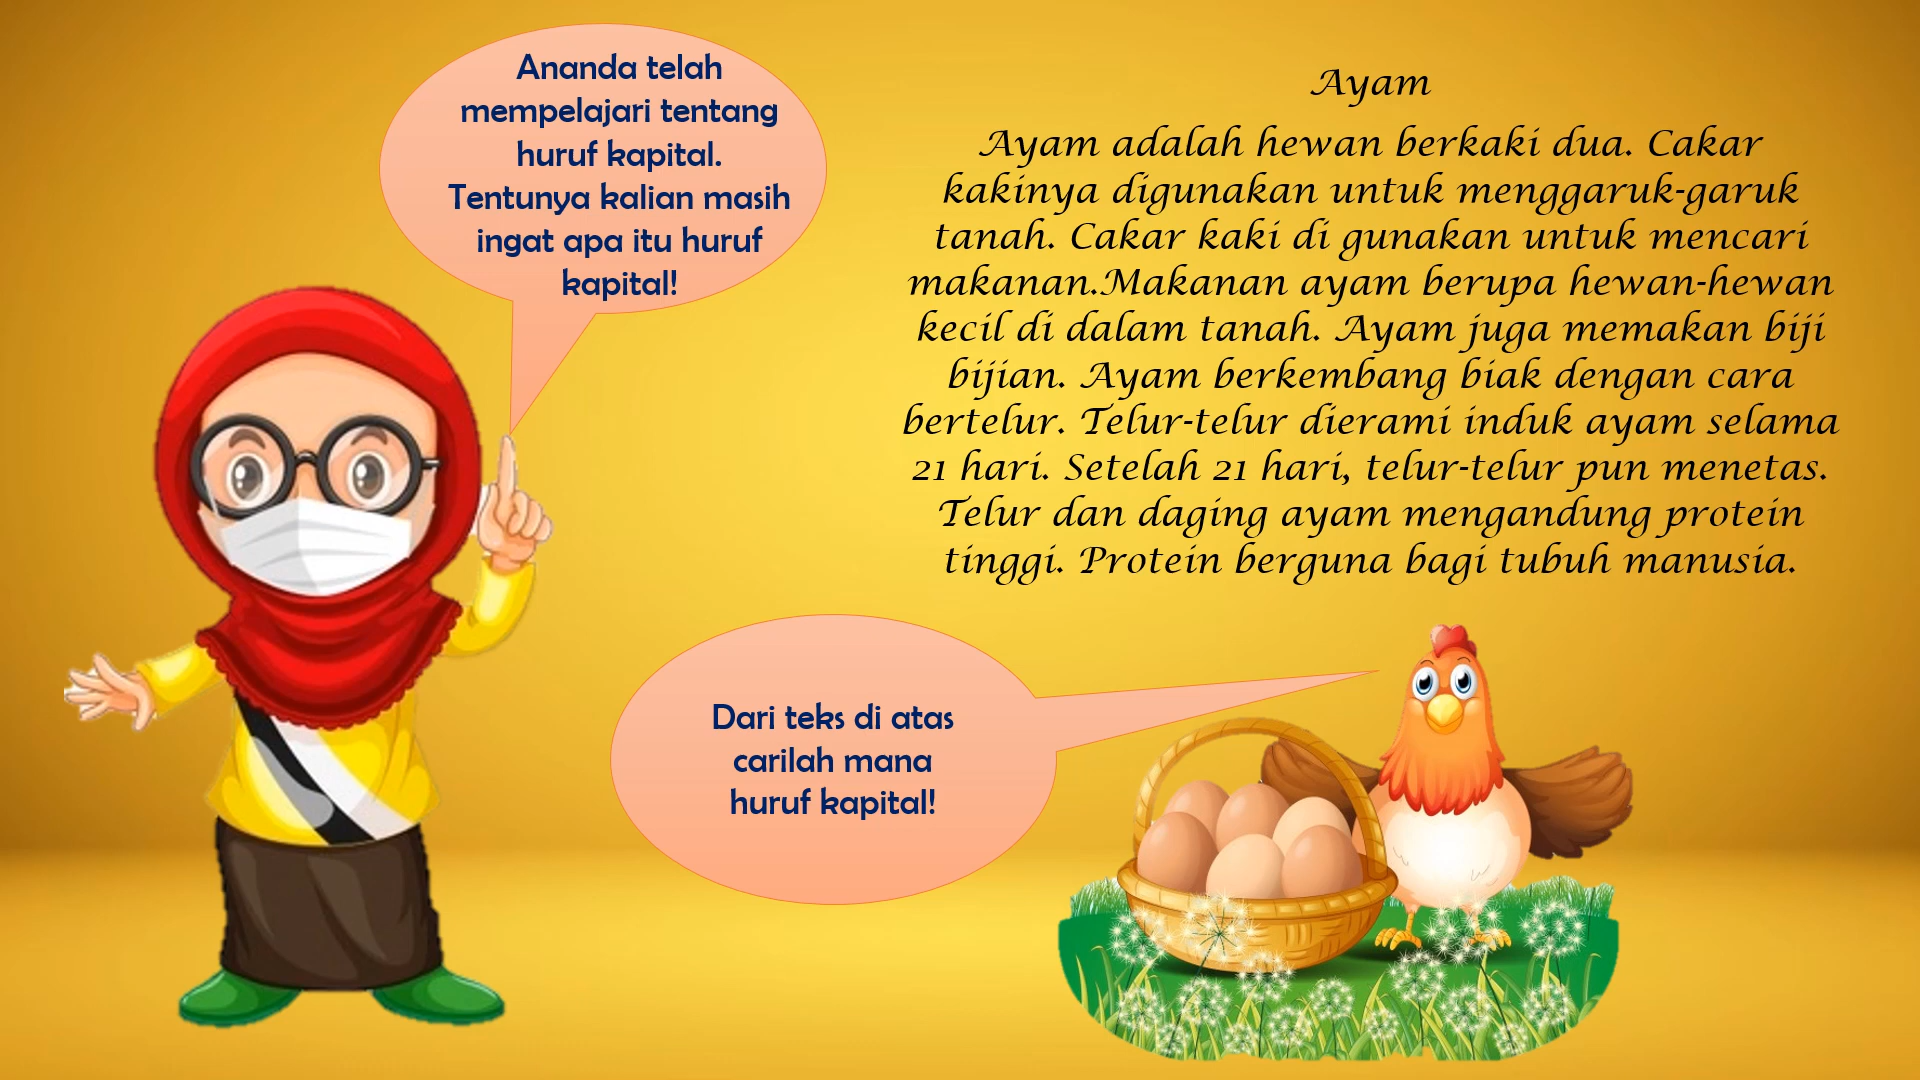 Ananda telah
mempelajari tentang
huruf kapital.
Tentunya kalian masih
ingat apa itu huruf
kapital!
Ayam
Ayam adalah hewan berkaki dua. Cakar
kakinya digunakan untuk menggaruk-garuk
tanah. Cakar kaki di gunakan untuk mencari
makanan.Makanan ayam berupa hewan-hewan
kecil di dalam tanah. Ayam juga memakan biji
bijian. Ayam berkembang biak dengan cara
bertelur. Telur-telur dierami induk ayam selama
21 hari. Setelah 21 hari, telur-telur pun menetas.
Telur dan daging ayam mengandung protein
tinggi. Protein berguna bagi tubuh manusia.
Dari teks di atas
carilah mana
huruf kapital!